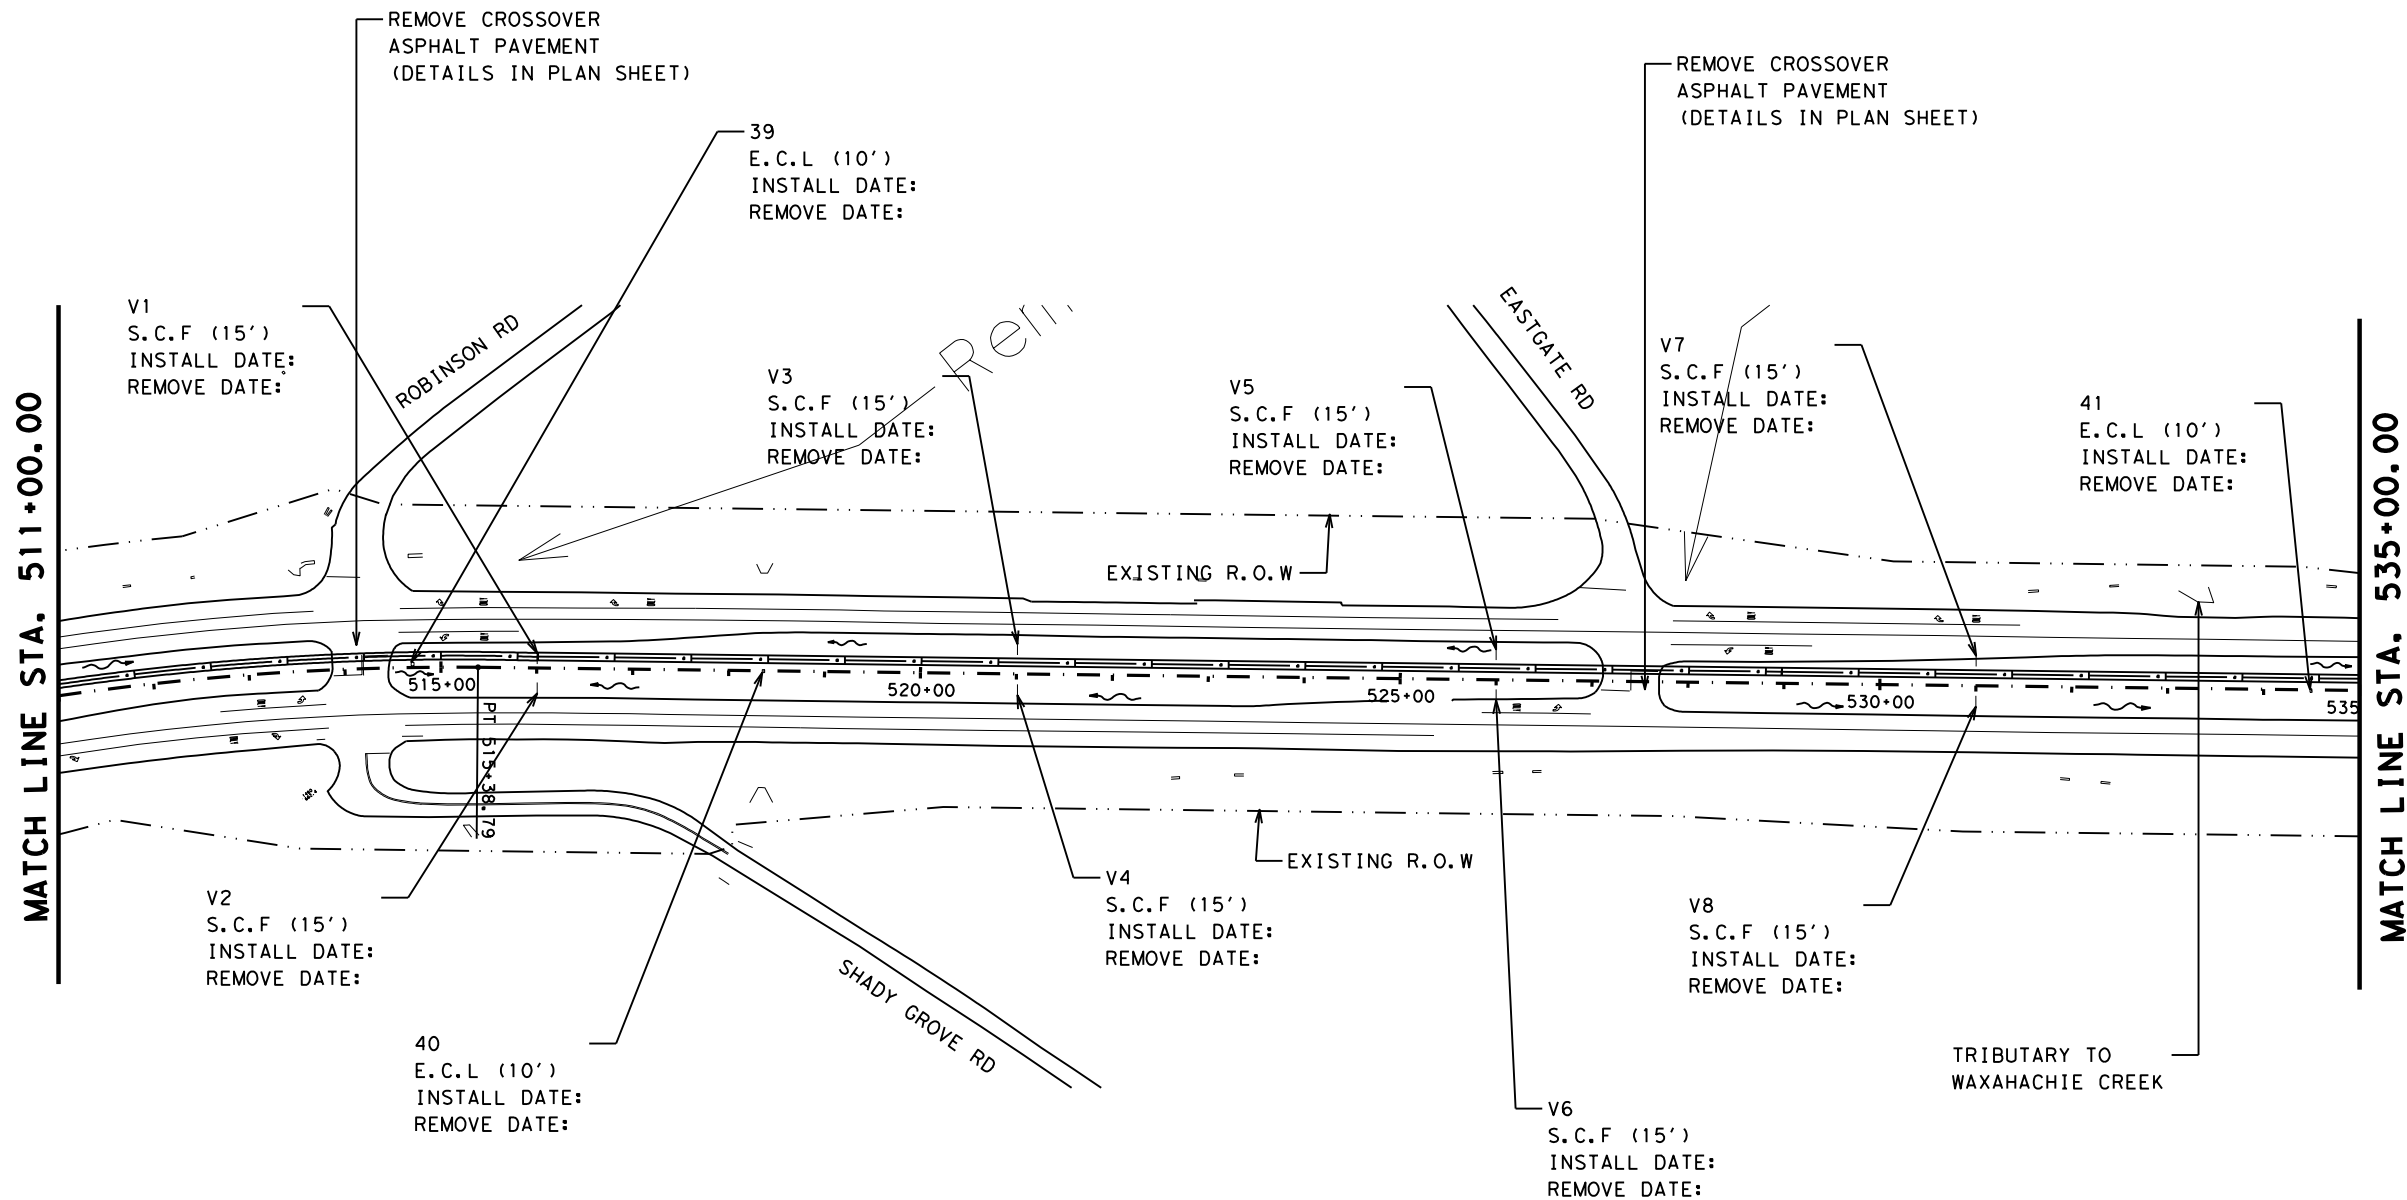 REMOVE CROSSOVER
ASPHALT PAVEMENT
(DETAILS IN PLAN SHEET)
REMOVE CROSSOVER
ASPHALT PAVEMENT
(DETAILS IN PLAN SHEET)
39
E.C.L (10')
INSTALL DATE:
REMOVE DATE:
V1
S.C.F (15')
INSTALL DATE:
REMOVE DATE:
ROBINSON RD
V3
S.C.F (15')
INSTALL DATE:
REMOVE DATE:
V5
S.C.F (15')
INSTALL DATE:
REMOVE DATE:
EASTGATE RD
V7
S.C.F (15')
INSTALL DATE:
REMOVE DATE:
41
E.C.L (10')
INSTALL DATE:
REMOVE DATE:
MATCH LINE STA. 511+00.00
MATCH LINE STA. 535+00.00
EXISTING R.O.W
515+00
520+00
525+00
530+00
535
PT 515+38.79
EXISTING R.O.W
V2
S.C.F (15')
INSTALL DATE:
REMOVE DATE:
V4
S.C.F (15')
INSTALL DATE:
REMOVE DATE:
V8
S.C.F (15')
INSTALL DATE:
REMOVE DATE:
SHADY GROVE RD
40
E.C.L (10')
INSTALL DATE:
REMOVE DATE:
TRIBUTARY TO
WAXAHACHIE CREEK
V6
S.C.F (15')
INSTALL DATE:
REMOVE DATE: